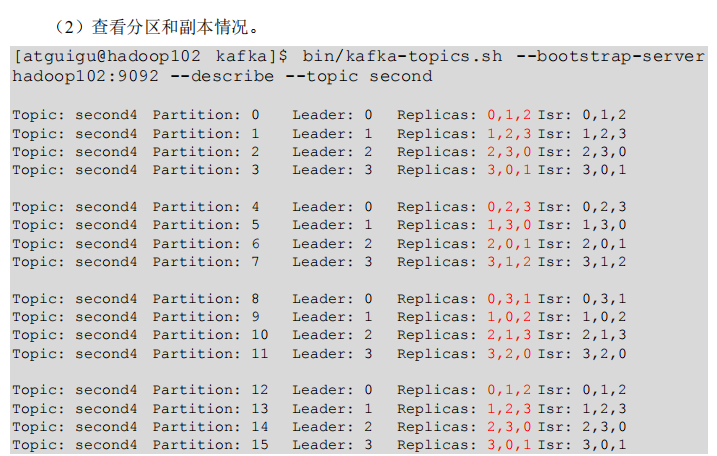 （2）查看分区和副本情况。
[atguigu@hadoop102 kafka]$ bin/kafka-topics.sh --bootstrap-server
hadoop102:9092 --describe --topic second
Topic: second4 Partition: 0 Leader: 0 Replicas: 0,1,2 Isr: 0,1,2
Topic: second4 Partition: 1 Leader: 1 Replicas: 1,2,3 Isr: 1,2,3
Topic: second4 Partition: 2 Leader: 2 Replicas: 2,3,0 Isr: 2,3,0
Topic: second4 Partition: 3 Leader: 3 Replicas: 3,0,1 Isr: 3,0,1
Topic: second4 Partition: 4 Leader: 0 Replicas: 0,2,3 Isr: 0,2,3
Topic: second4 Partition: 5 Leader: 1 Replicas: 1,3,0 Isr: 1,3,0
Topic: second4 Partition: 6 Leader: 2 Replicas: 2,0,1 Isr: 2,0,1
Topic: second4 Partition: 7 Leader: 3 Replicas: 3,1,2 Isr: 3,1,2
Topic: second4 Partition: 8 Leader: 0 Replicas: 0,3,1 Isr: 0,3,1
Topic: second4 Partition: 9 Leader: 1 Replicas: 1,0,2 Isr: 1,0,2
Topic: second4 Partition: 10 Leader: 2 Replicas: 2,1,3 Isr: 2,1,3
Topic: second4 Partition: 11 Leader: 3 Replicas: 3,2,0 Isr: 3,2,0
Topic: second4 Partition: 12 Leader: 0 Replicas: 0,1,2 Isr: 0,1,2
Topic: second4 Partition: 13 Leader: 1 Replicas: 1,2,3 Isr: 1,2,3
Topic: second4 Partition: 14 Leader: 2 Replicas: 2,3,0 Isr: 2,3,0
Topic: second4 Partition: 15 Leader: 3 Replicas: 3,0,1 Isr: 3,0,1